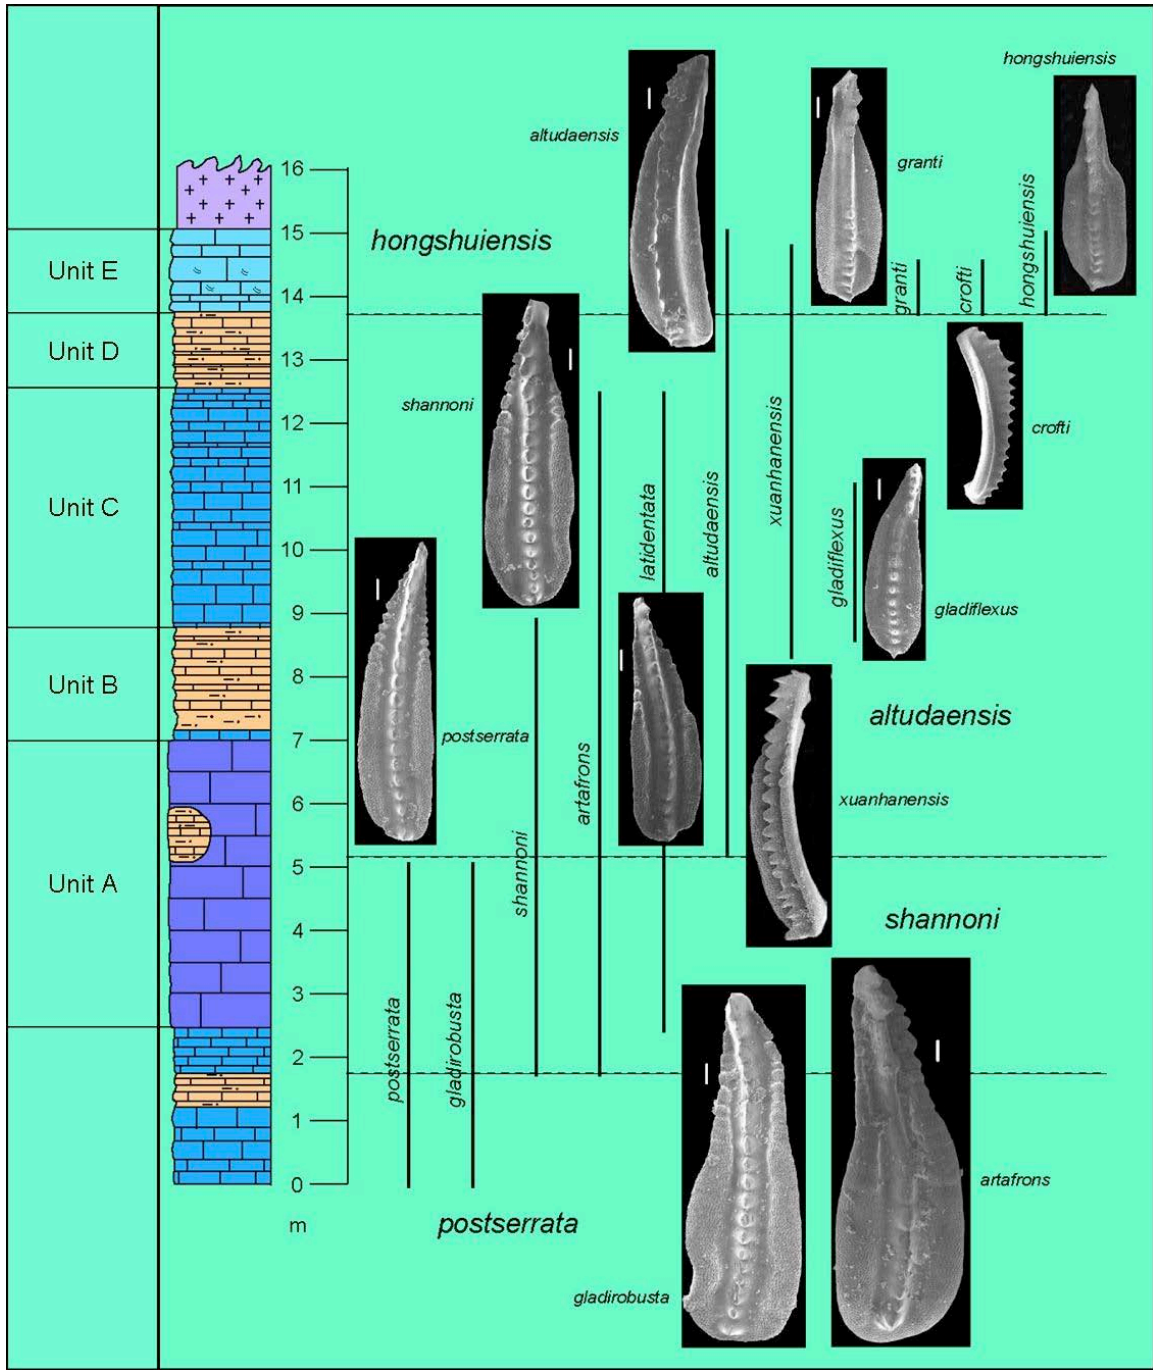 hongshuiensis
altudaensis
granti
hongshuiensis
16
15
hongshuiensis
Unit E
14
granti
crofti
Unit D
13
shannoni
12
crofti
xuanhanensis
Unit C
11
latidentata
altudaensis
gladiflexus
10
9
gladiflexus
Unit B
8
altudaensis
postserrata
7
artafrons
xuanhanensis
6
shannoni
5
Unit A
shannoni
4
3
postserrata
gladirobusta
2
1
artafrons
0
m
postserrata
gladirobusta